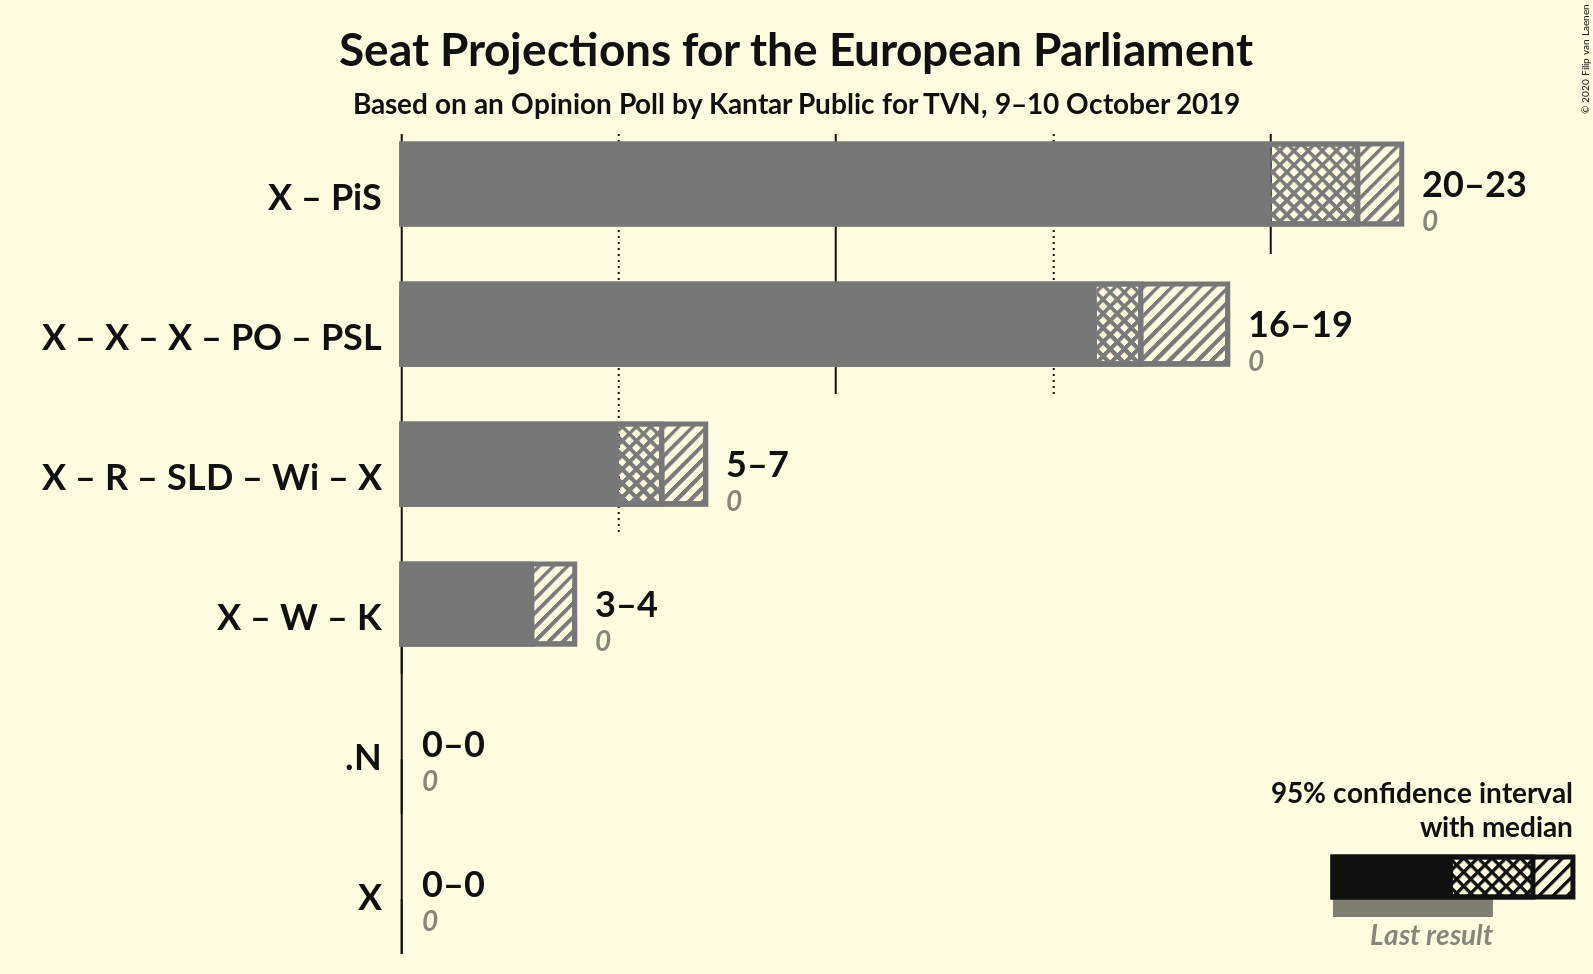 Seat Projections for the European Parliament
Based on an Opinion Poll by Kantar Public for TVN, 9–10 October 2019
© 2020 Filip van Laenen
X – PiS
20–23
0
X – X – X – PO – PSL
16–19
0
X – R – SLD – Wi – X
5–7
0
X – W – K
3–4
0
.N
0–0
0
X
0–0
0
95% confidence interval
with median
Last result